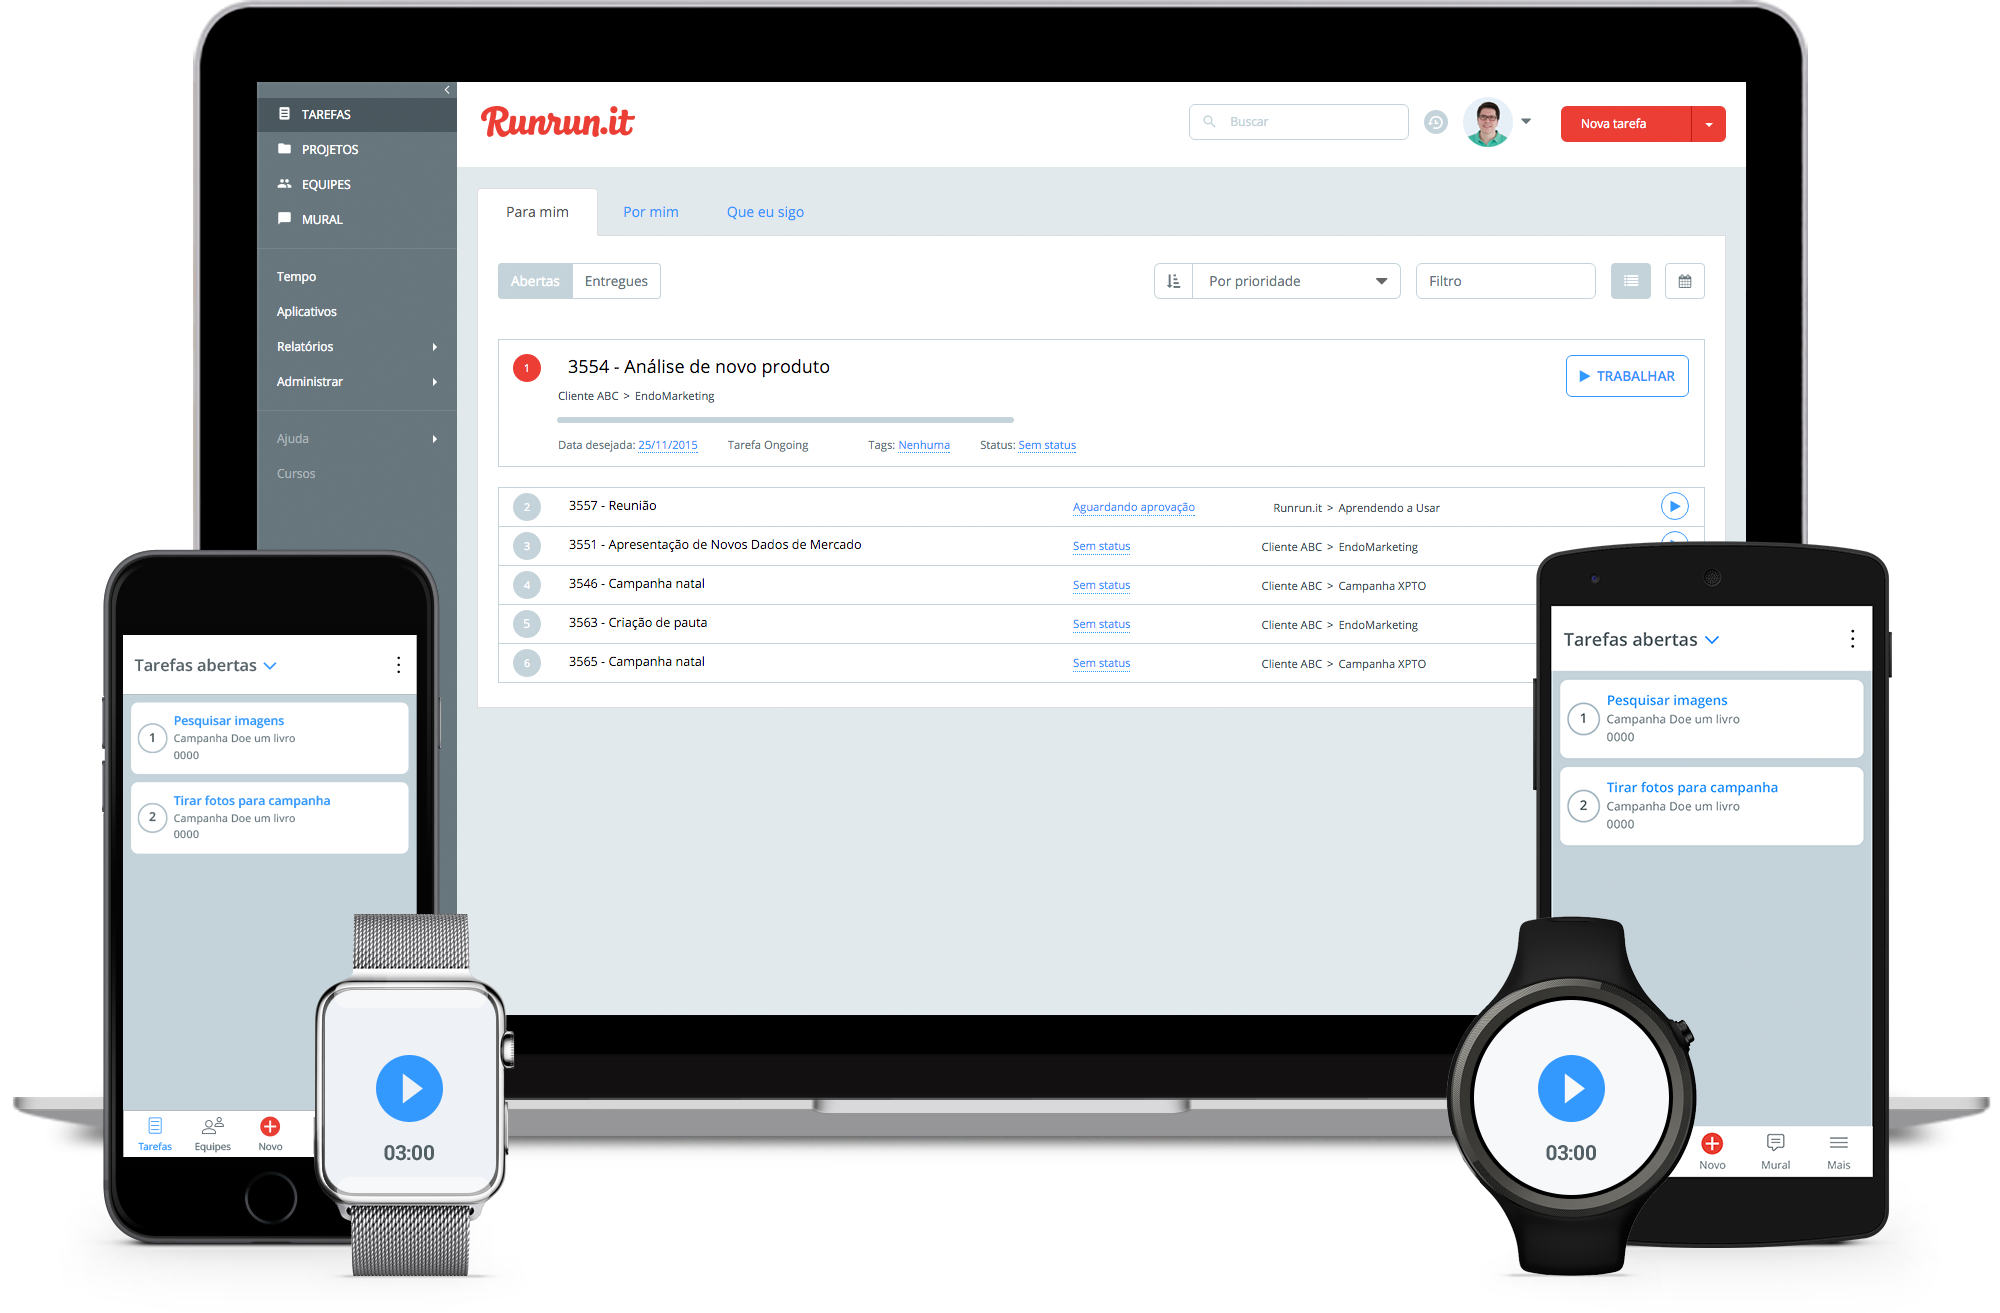 TAREFAS
PROJETOS
EQUIPES
MURAL
Tempo
Aplicativos
Relatórios
Administrar
Ajuda
Cursos
Runrun.it
Buscar
Nova tarefa
Para mim
Por mim
Que eu sigo
Abertas
Entregues
Por prioridade
Filtro
1
3554 - Análise de novo produto
TRABALHAR
Cliente ABC > EndoMarketing
Data desejada: 25/11/2015 Tarefa Ongoing Tags: Nenhuma Status: Sem status
2 3557 - Reunião Aguardando aprovação Runrun.it > Aprendendo a Usar
3 3551 - Apresentação de Novos Dados de Mercado Sem status Cliente ABC > EndoMarketing
4 3546 - Campanha natal Sem status Cliente ABC > Campanha XPTO
5 3563 - Criação de pauta Sem status Cliente ABC > EndoMarketing
6 3565 - Campanha natal Sem status Cliente ABC > Campanha XPTO
Tarefas abertas
1
Pesquisar imagens
Campanha Doe um livro
0000
2
Tirar fotos para campanha
Campanha Doe um livro
0000
Tarefas
Equipes
Novo
03:00
Tarefas abertas
1
Pesquisar imagens
Campanha Doe um livro
0000
2
Tirar fotos para campanha
Campanha Doe um livro
0000
Novo
Mural
Mais
03:00